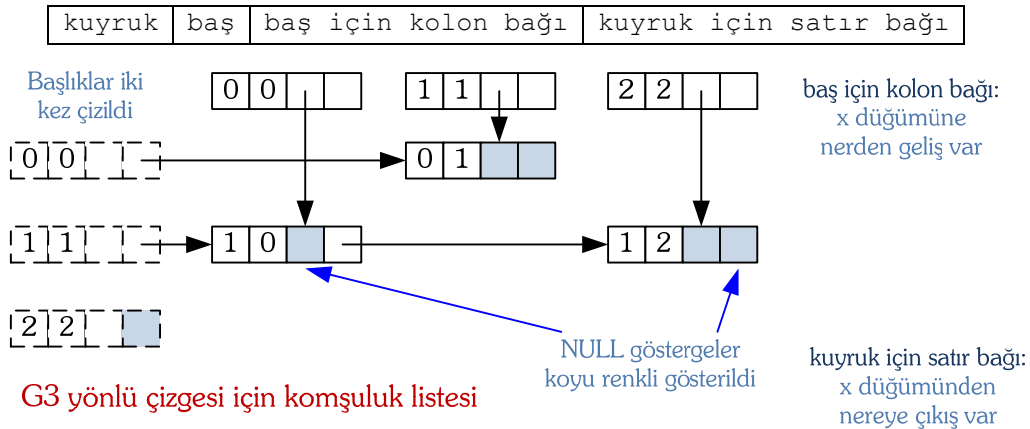 kuyruk baş baş için kolon bağı kuyruk için satır bağı
Başlıklar iki
kez çizildi
0 0
1 1
2 2
baş için kolon bağı:
x düğümüne
nerden geliş var
0 0
0 1
1 1
1 0
1 2
2 2
NULL göstergeler
koyu renkli gösterildi
kuyruk için satır bağı:
x düğümünden
nereye çıkış var
G3 yönlü çizgesi için komşuluk listesi